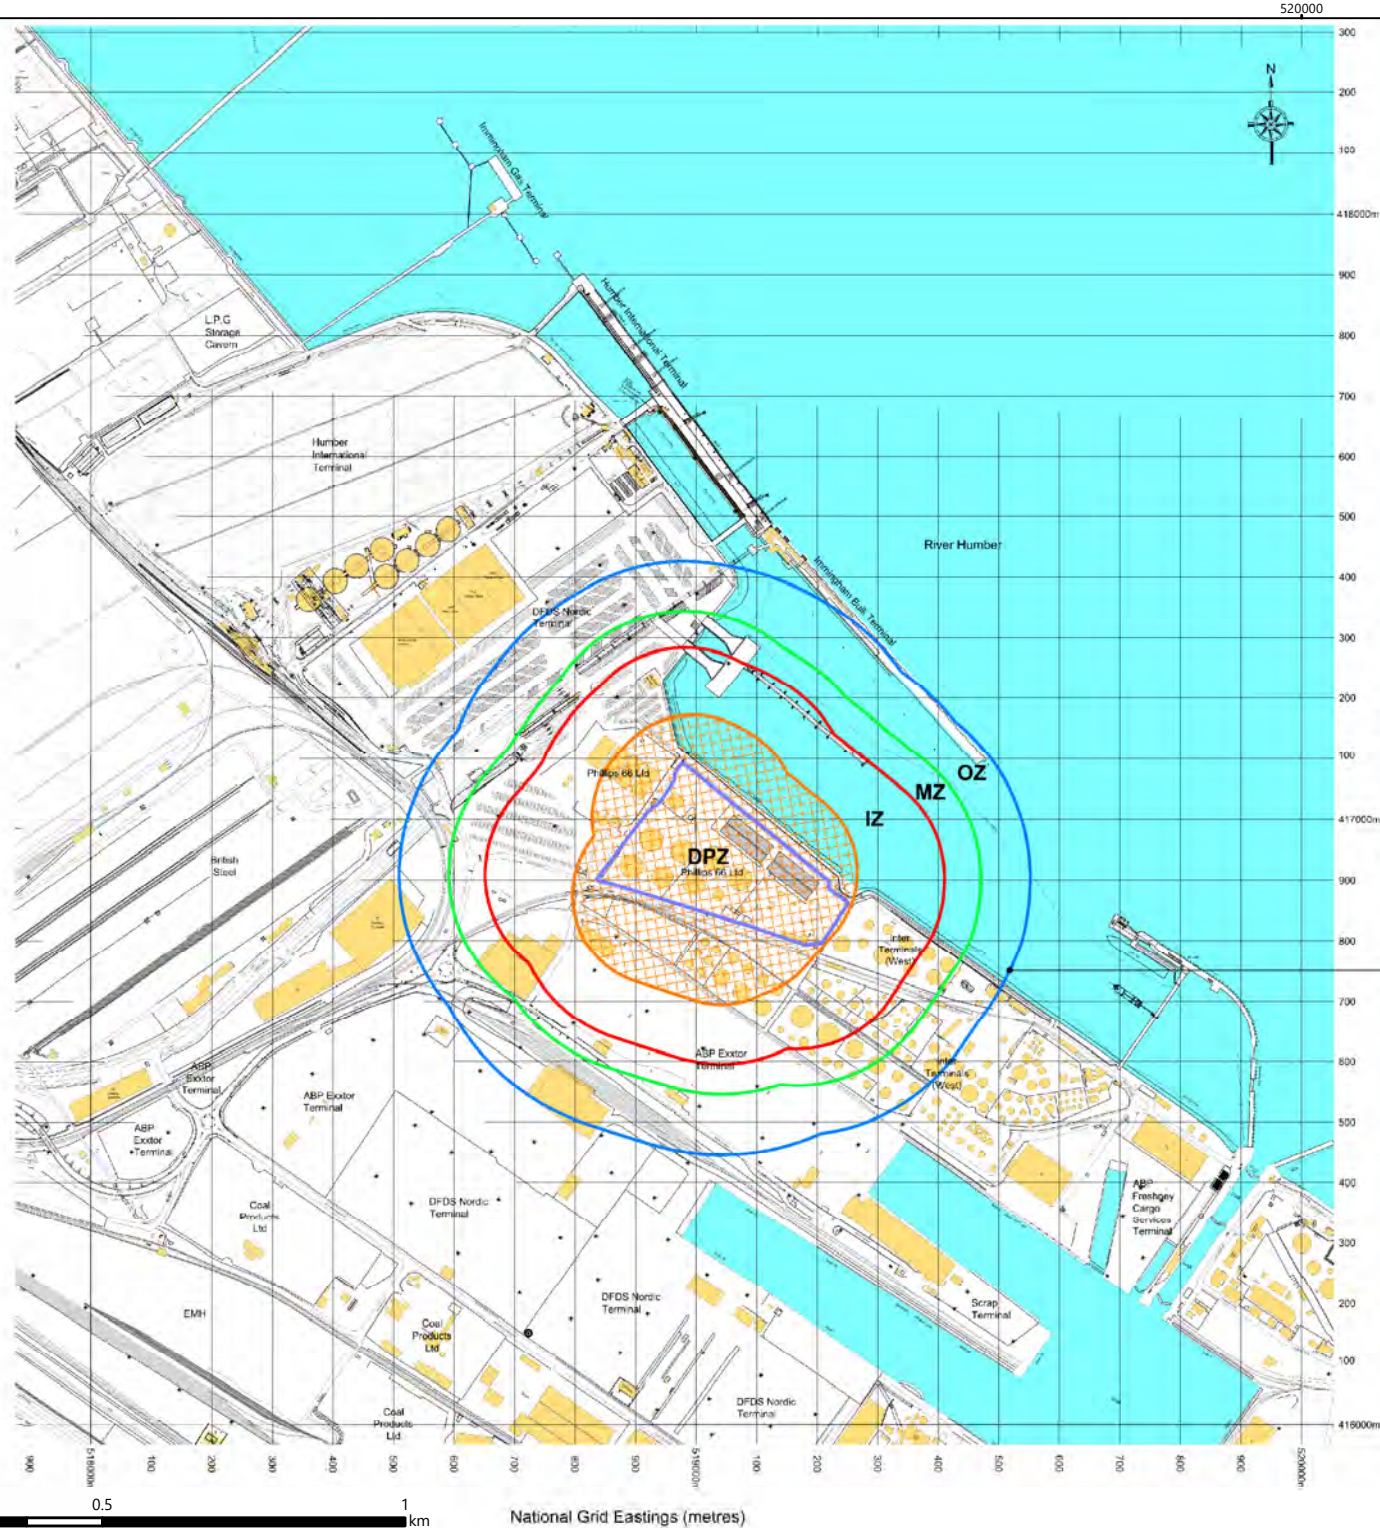 520000
300
N
200
100
Immingham Gas Terminal
418000m
900
Humber International Terminal
L.P.G
Storage
Cavern
800
700
Humber
International
Terminal
600
500
River Humber
Immingham Bulk Terminal
400
DFDS Nordic
Terminal
300
200
100
OZ
Phillips 66 Ltd
MZ
IZ
417000m
DPZ
Phillips 66 Ltd
British
Steel
900
Inter
Terminals
(West)
800
700
ABP Exxtor
Terminal
Inter
Terminals
(West)
600
ABP
Exxtor
Terminal
ABP Exxtor
Terminal
ABP
Exxtor
Terminal
500
ABP
Freshney
Cargo
Services
Terminal
400
DFDS Nordic
Terminal
Coal
Products
Ltd
300
DFDS Nordic
Terminal
Scrap
Terminal
200
EMH
Coal
Products
Ltd
100
DFDS Nordic
Terminal
Coal
Products
Ltd
416000m
900
518000m
100
200
300
400
500
600
700
800
900
519000m
100
200
300
400
500
600
700
800
900
520000m
0.5
1
km
National Grid Eastings (metres)